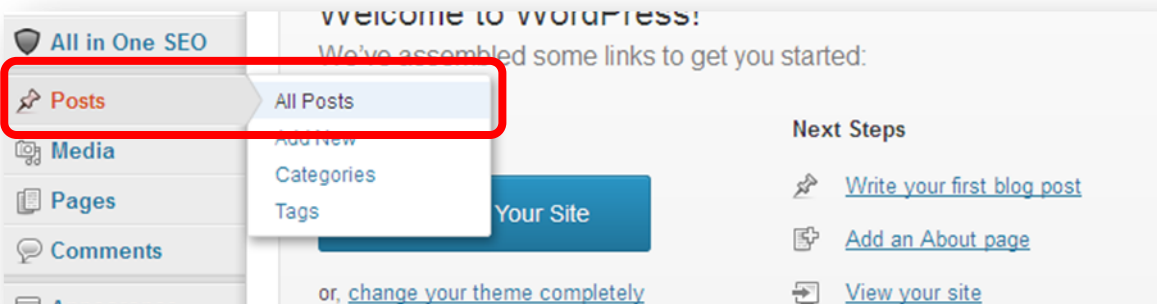 All in One SEO
Posts
Media
Pages
Comments
All Posts
Add New
Categories
Tags
Welcome to WordPress!
We've assembled some links to get you started:
Your Site
or, change your theme completely
Next Steps
Write your first blog post
Add an About page
View your site